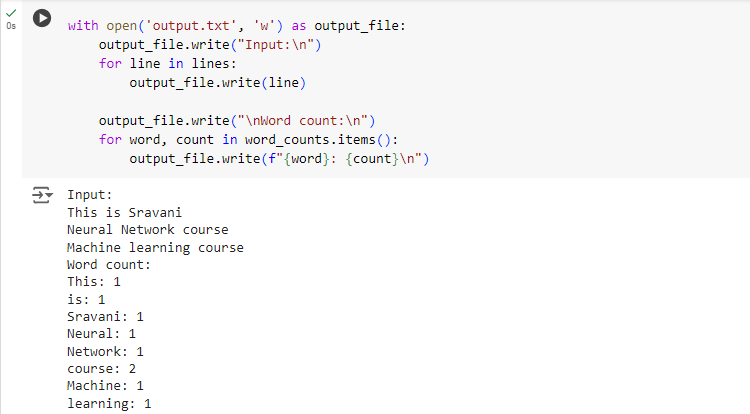 0s
with open('output.txt', 'w') as output_file:
    output_file.write("Input:\n")
    for line in lines:
        output_file.write(line)

    output_file.write("\nWord count:\n")
    for word, count in word_counts.items():
        output_file.write(f"{word}: {count}\n")
Input:
This is Sravani
Neural Network course
Machine learning course
Word count:
This: 1
is: 1
Sravani: 1
Neural: 1
Network: 1
course: 2
Machine: 1
learning: 1